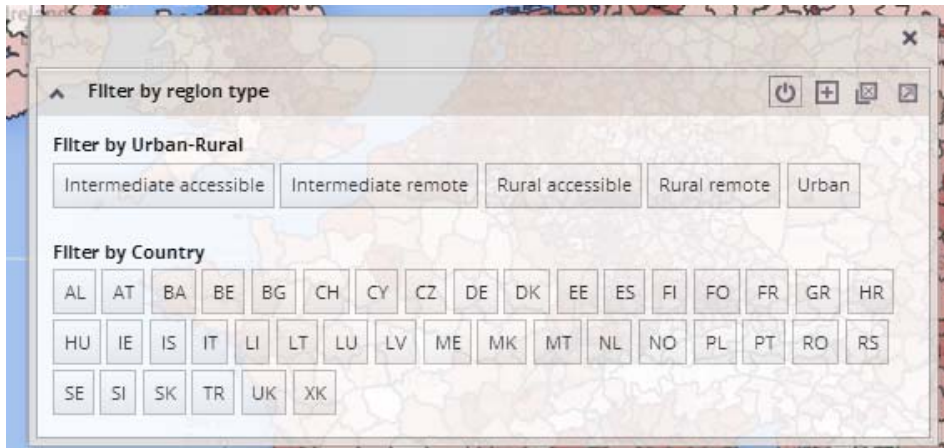 Filter by region type
Filter by Urban-Rural
Intermediate accessible Intermediate remote Rural accessible Rural remote Urban
Filter by Country
AL AT BA BE BG CH CY CZ DE DK EE ES FI FO FR GR HR
HU IE IS IT LI LT LU LV ME MK MT NL NO PL PT RO RS
SE SI SK TR UK XK